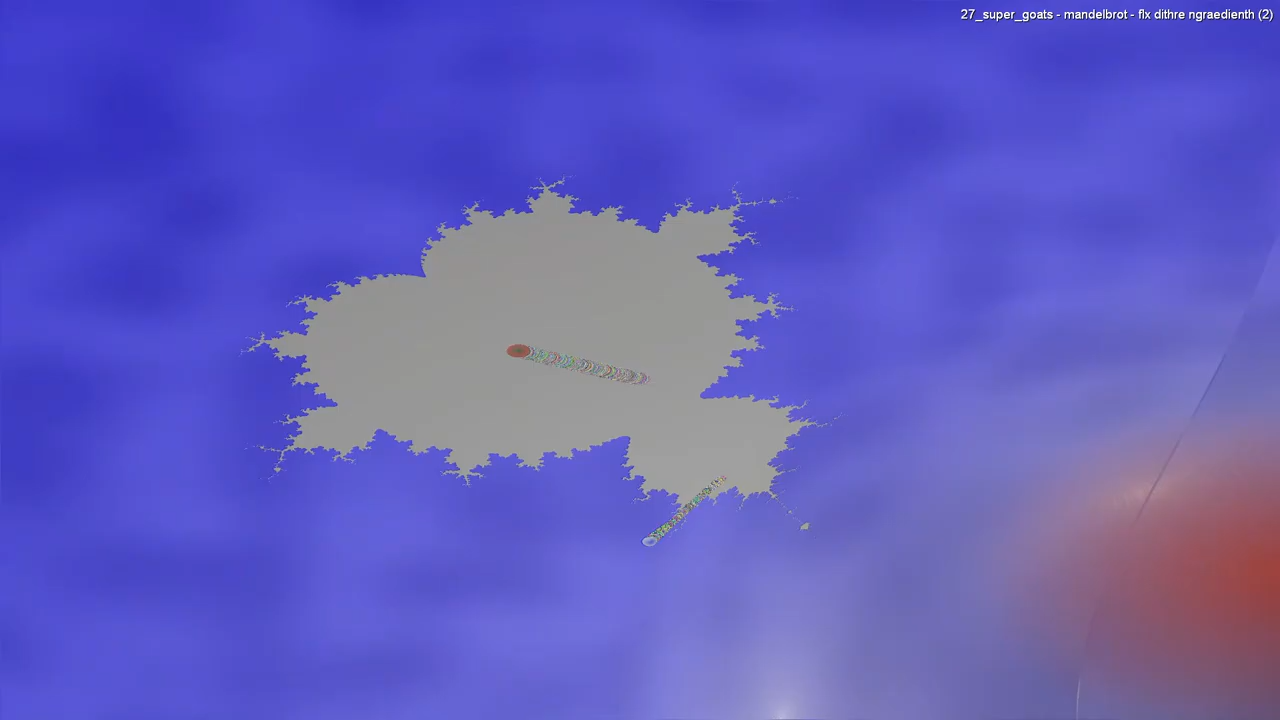 27_super_goats - mandelbrot - flx dithre ngraedienth (2)